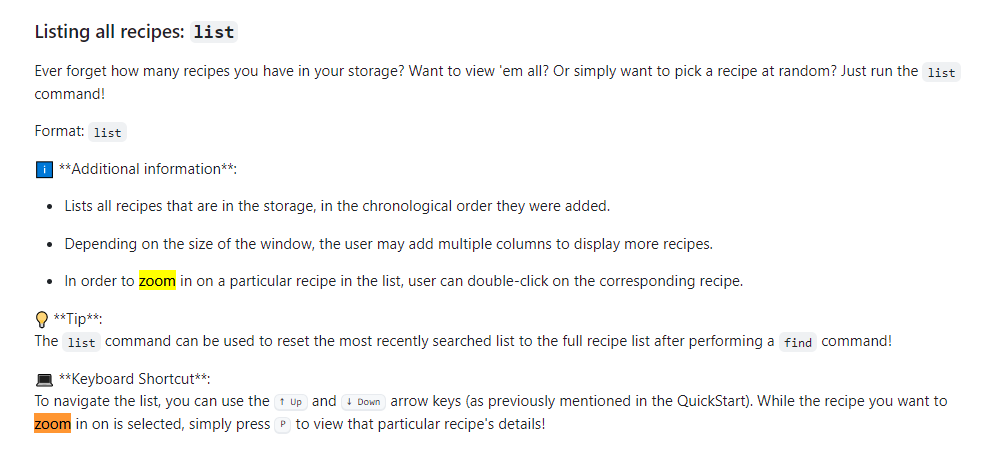 Listing all recipes: list
Ever forget how many recipes you have in your storage? Want to view 'em all? Or simply want to pick a recipe at random? Just run the list
command!
Format: list
**Additional information**:
Lists all recipes that are in the storage, in the chronological order they were added.
Depending on the size of the window, the user may add multiple columns to display more recipes.
In order to zoom in on a particular recipe in the list, user can double-click on the corresponding recipe.
**Tip**:
The list command can be used to reset the most recently searched list to the full recipe list after performing a find command!
**Keyboard Shortcut**:
To navigate the list, you can use the ↑ Up and ↓ Down arrow keys (as previously mentioned in the QuickStart). While the recipe you want to
zoom in on is selected, simply press P to view that particular recipe's details!